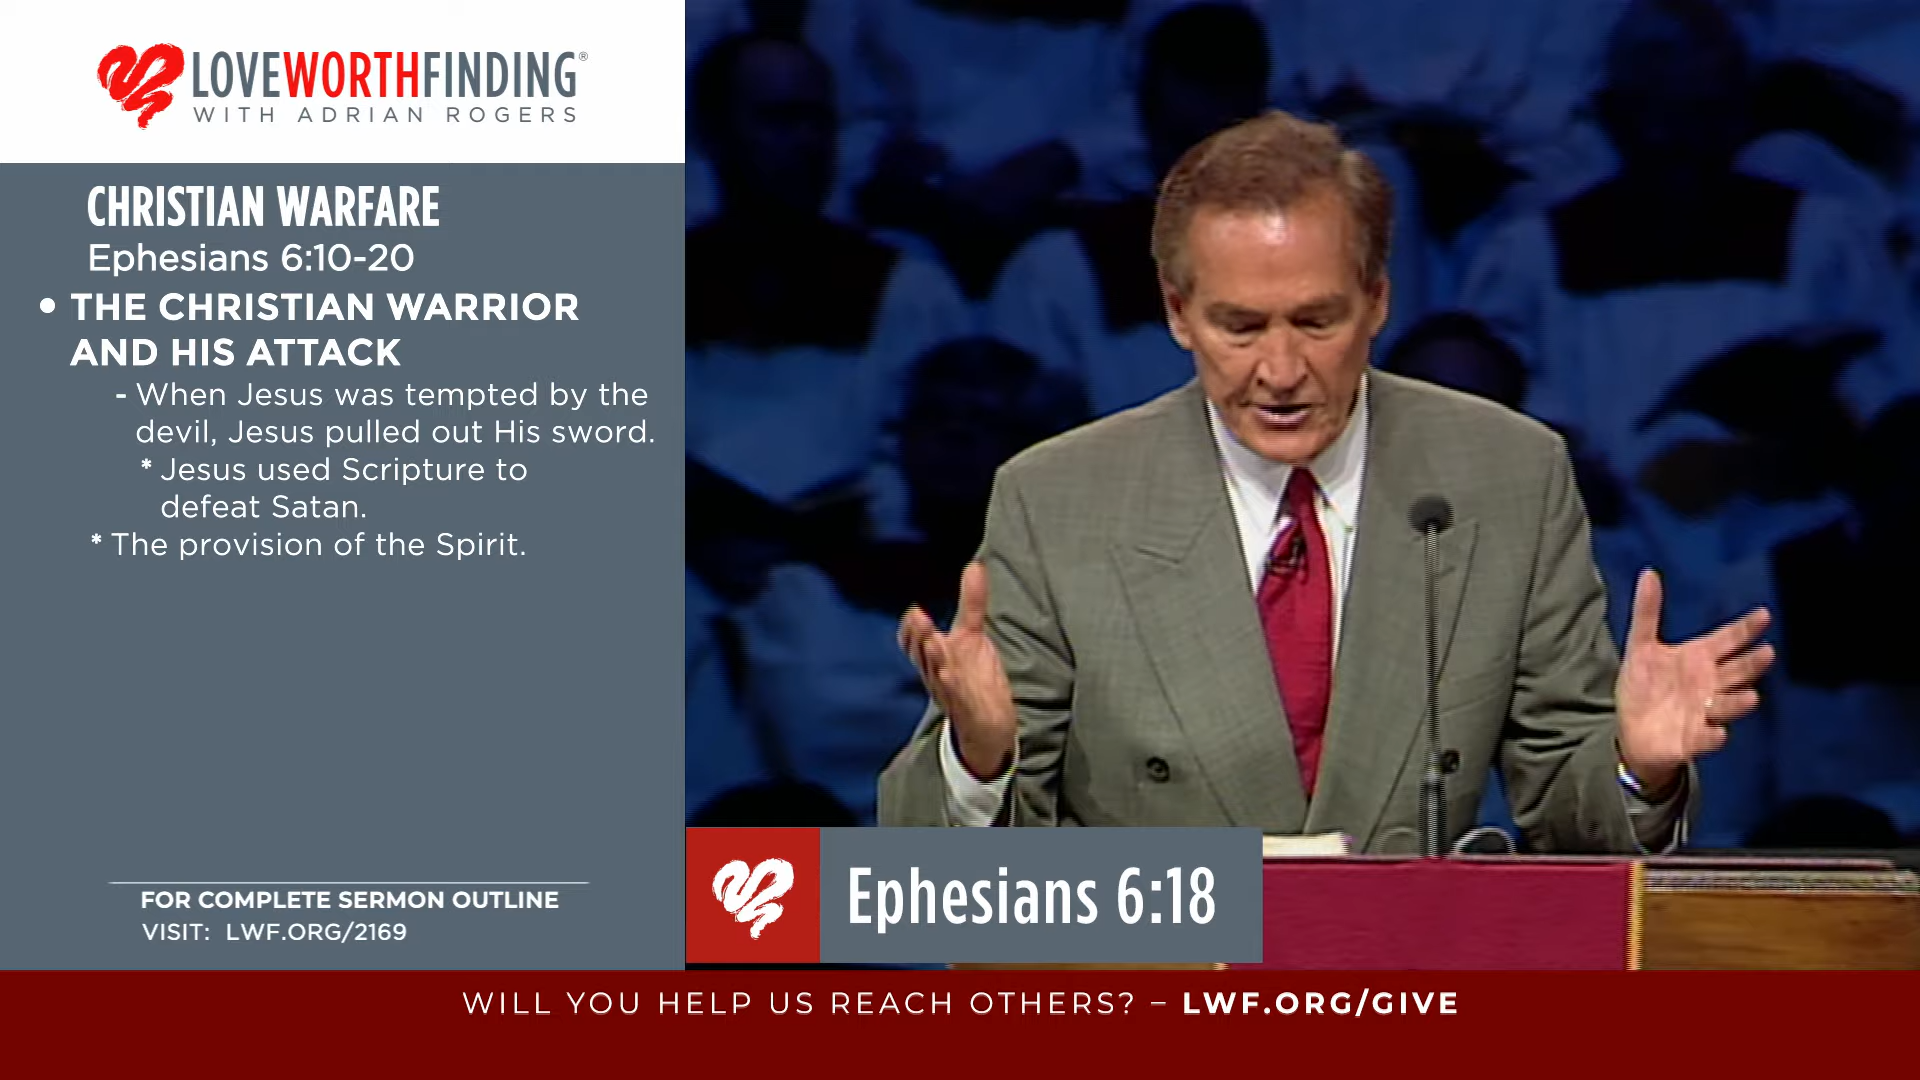 LOVEWORTHFINDING®
WITH ADRIAN ROGERS
CHRISTIAN WARFARE
Ephesians 6:10-20
• THE CHRISTIAN WARRIOR
AND HIS ATTACK
- When Jesus was tempted by the
devil, Jesus pulled out His sword.
* Jesus used Scripture to
defeat Satan.
* The provision of the Spirit.
FOR COMPLETE SERMON OUTLINE
VISIT: LWF.ORG/2169
Ephesians 6:18
WILL YOU HELP US REACH OTHERS? – LWF.ORG/GIVE